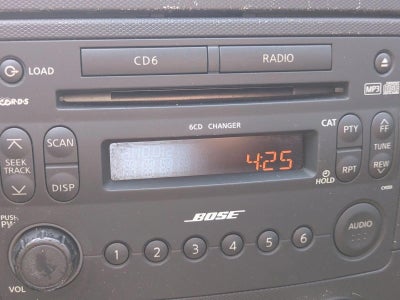 CD6 RADIO
LOAD
MP3
R·D·S
6CD CHANGER
CAT
SCAN PTY FF
SEEK TRACK
4:25
TUNE
DISP RPT REW
HOLD
BOSE
PUSH
PW
1 2 3 4 5 6
AUDIO
VOL